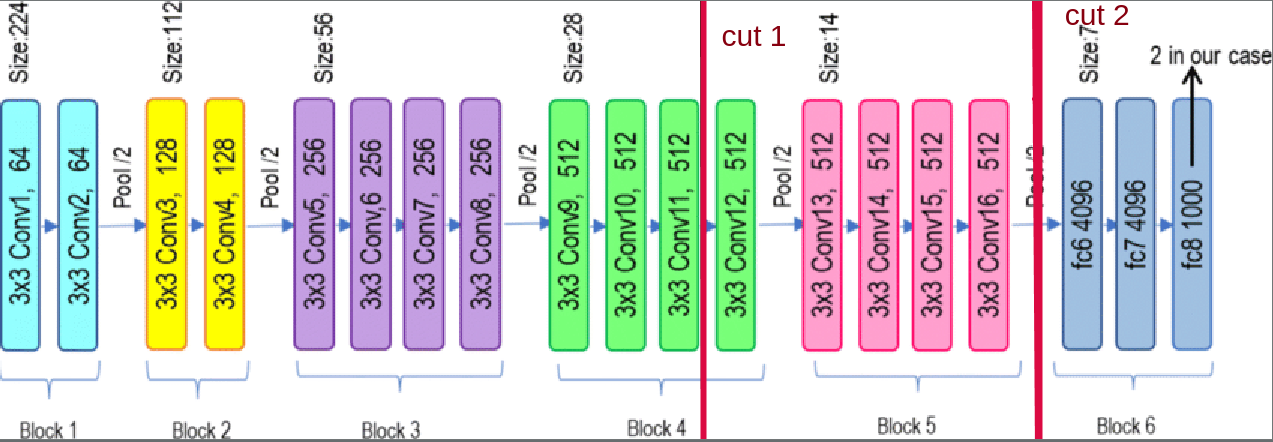 Size:224
Size:112
Size:56
Size:28
cut 1
Size:14
cut 2
Size:7
2 in our case
3x3 Conv1, 64
3x3 Conv2, 64
Pool /2
3x3 Conv3, 128
3x3 Conv4, 128
Pool /2
3x3 Conv5, 256
3x3 Conv,6 256
3x3 Conv7, 256
3x3 Conv8, 256
Pool /2
3x3 Conv9, 512
3x3 Conv10, 512
3x3 Conv11, 512
3x3 Conv12, 512
Pool /2
3x3 Conv13, 512
3x3 Conv14, 512
3x3 Conv15, 512
3x3 Conv16, 512
Pool /2
fc6 4096
fc7 4096
fc8 1000
Block 1
Block 2
Block 3
Block 4
Block 5
Block 6